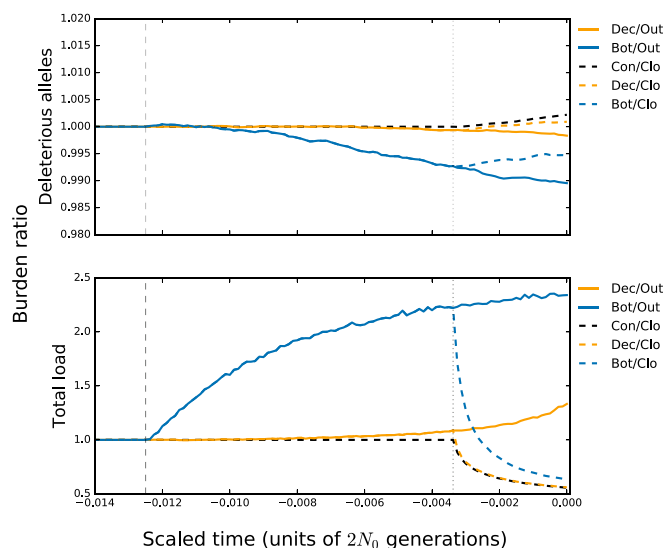 Burden ratio
Deleterious alleles
1.020
1.015
1.010
1.005
1.000
0.995
0.990
0.985
0.980
Dec/Out
Bot/Out
Con/Clo
Dec/Clo
Bot/Clo
Total load
2.5
2.0
1.5
1.0
0.5
Dec/Out
Bot/Out
Con/Clo
Dec/Clo
Bot/Clo
−0.014 −0.012 −0.010 −0.008 −0.006 −0.004 −0.002 0.000
Scaled time (units of 2N₀ generations)